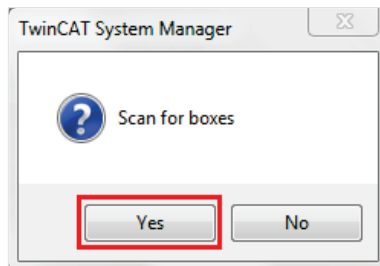 TwinCAT System Manager
Scan for boxes
Yes
No